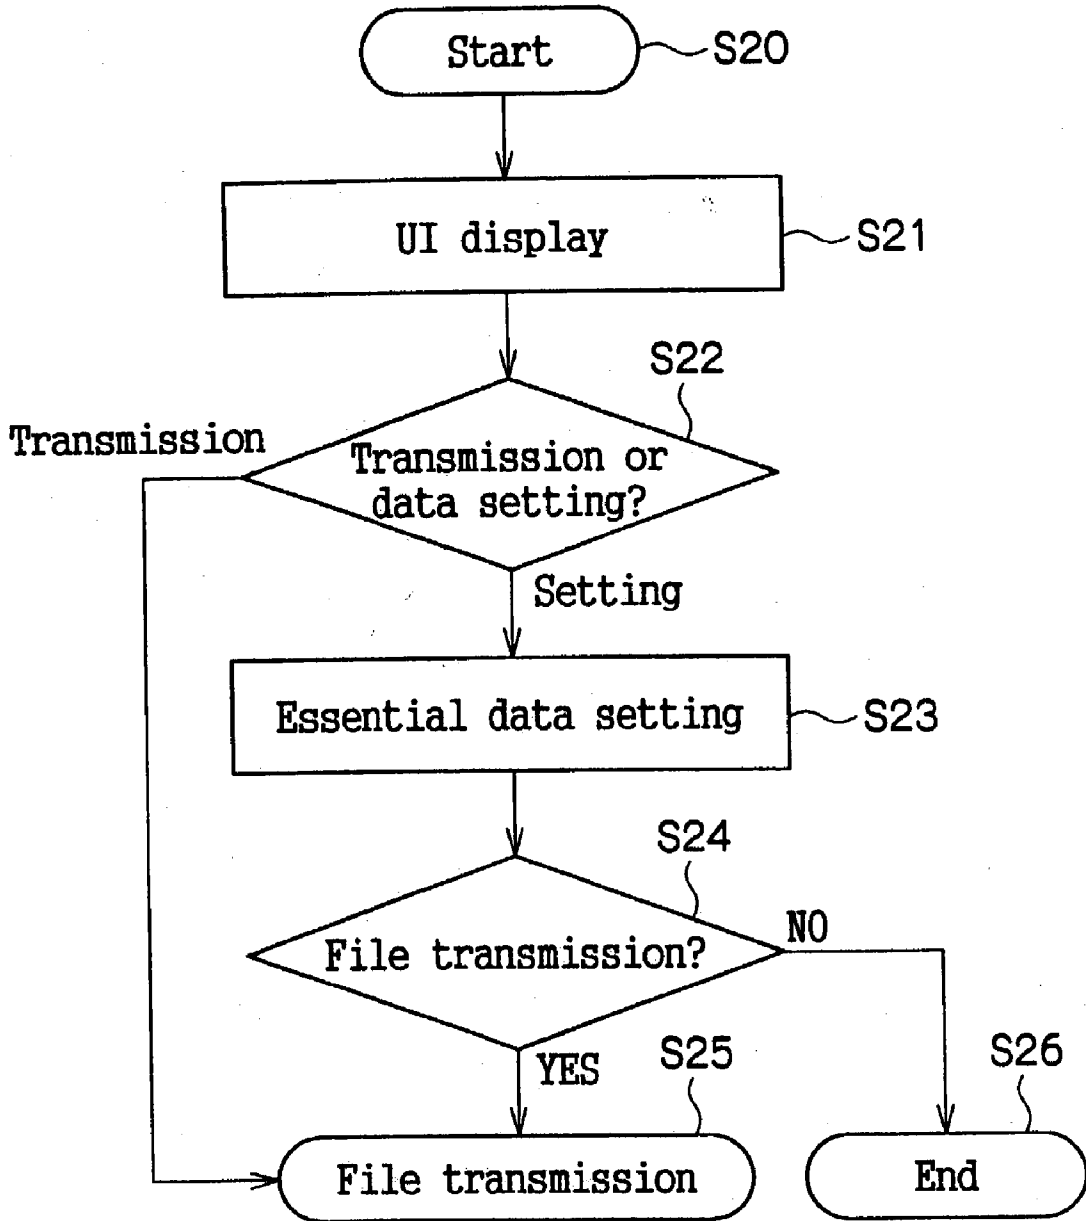 Start
S20
UI display
S21
S22
Transmission
Transmission or
data setting?
Setting
Essential data setting
S23
S24
File transmission?
NO
YES
S25
S26
File transmission
End